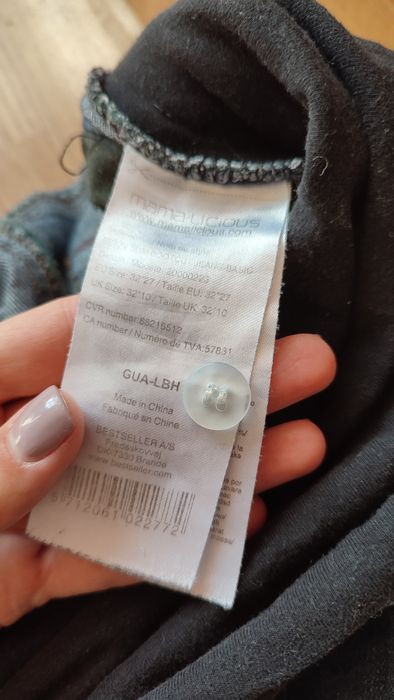 mama;licious
www.mamalicious.com
EU Size: 32"27 / Taille EU: 32"27
UK Size: 32"10 / Taille UK: 32"10
CVR number:88216512
CA number / Numéro de TVA:57831
GUA-LBH
Made in China
Fabriqué en Chine
BESTSELLER A/S
Fredskovvej
DK-7330 Brande
www.bestseller.com
5712061022772